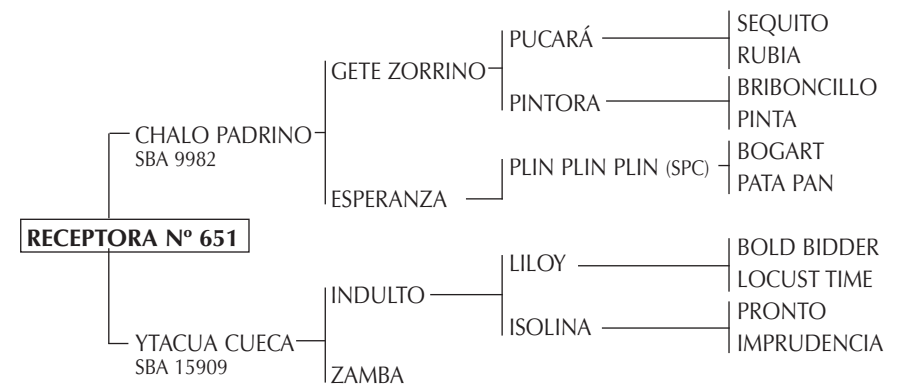 SEQUITO
PUCARÁ
RUBIA
GETE ZORRINO
BRIBONCILLO
PINTORA
PINTA
CHALO PADRINO
SBA 9982
BOGART
PLIN PLIN PLIN (SPC)
PATA PAN
ESPERANZA
RECEPTORA Nº 651
BOLD BIDDER
LILOY
LOCUST TIME
INDULTO
PRONTO
ISOLINA
IMPRUDENCIA
YTACUA CUECA
SBA 15909
ZAMBA